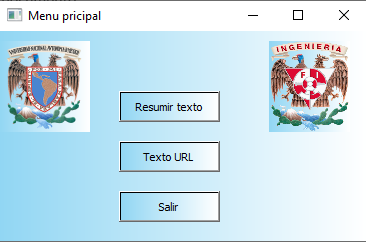 Menu pricipal
INGENIERIA
Resumir texto
Texto URL
Salir